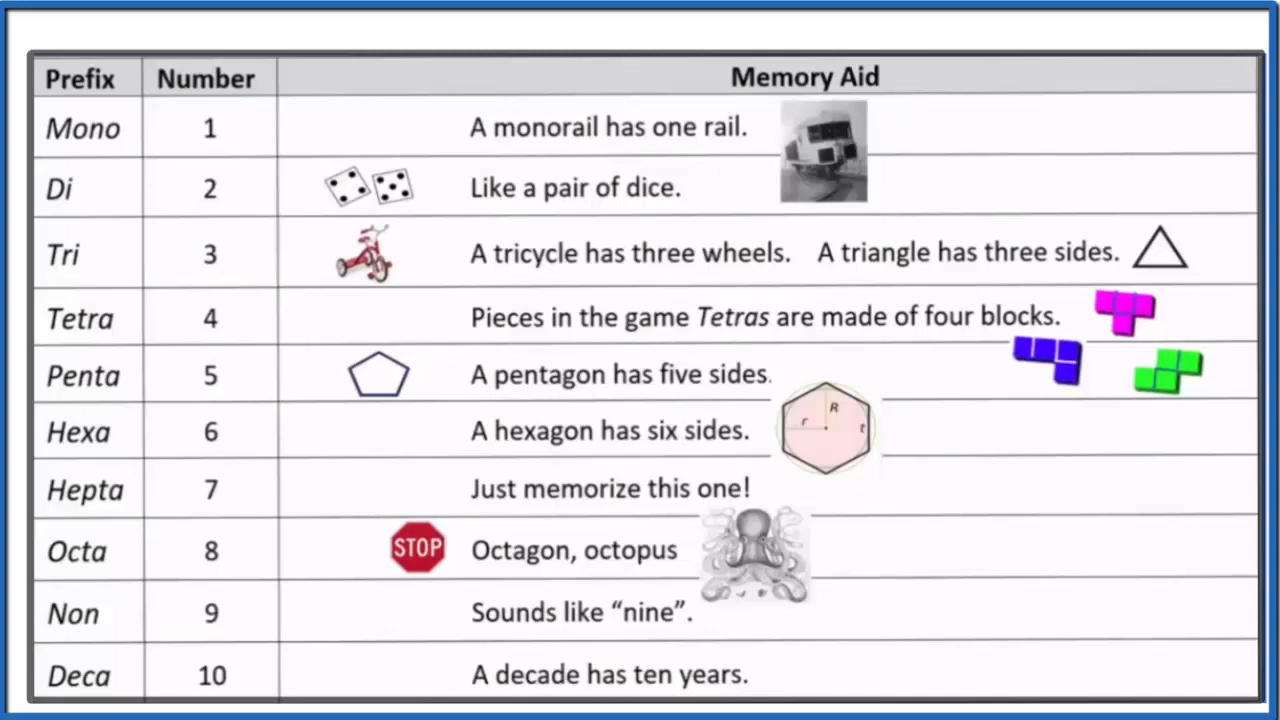 Prefix Number Memory Aid
Mono 1 A monorail has one rail.
Di 2 Like a pair of dice.
Tri 3 A tricycle has three wheels. A triangle has three sides.
Tetra 4 Pieces in the game Tetras are made of four blocks.
Penta 5 A pentagon has five sides.
Hexa 6 A hexagon has six sides. r R t
Hepta 7 Just memorize this one!
Octa 8 STOP Octagon, octopus
Non 9 Sounds like “nine”.
Deca 10 A decade has ten years.